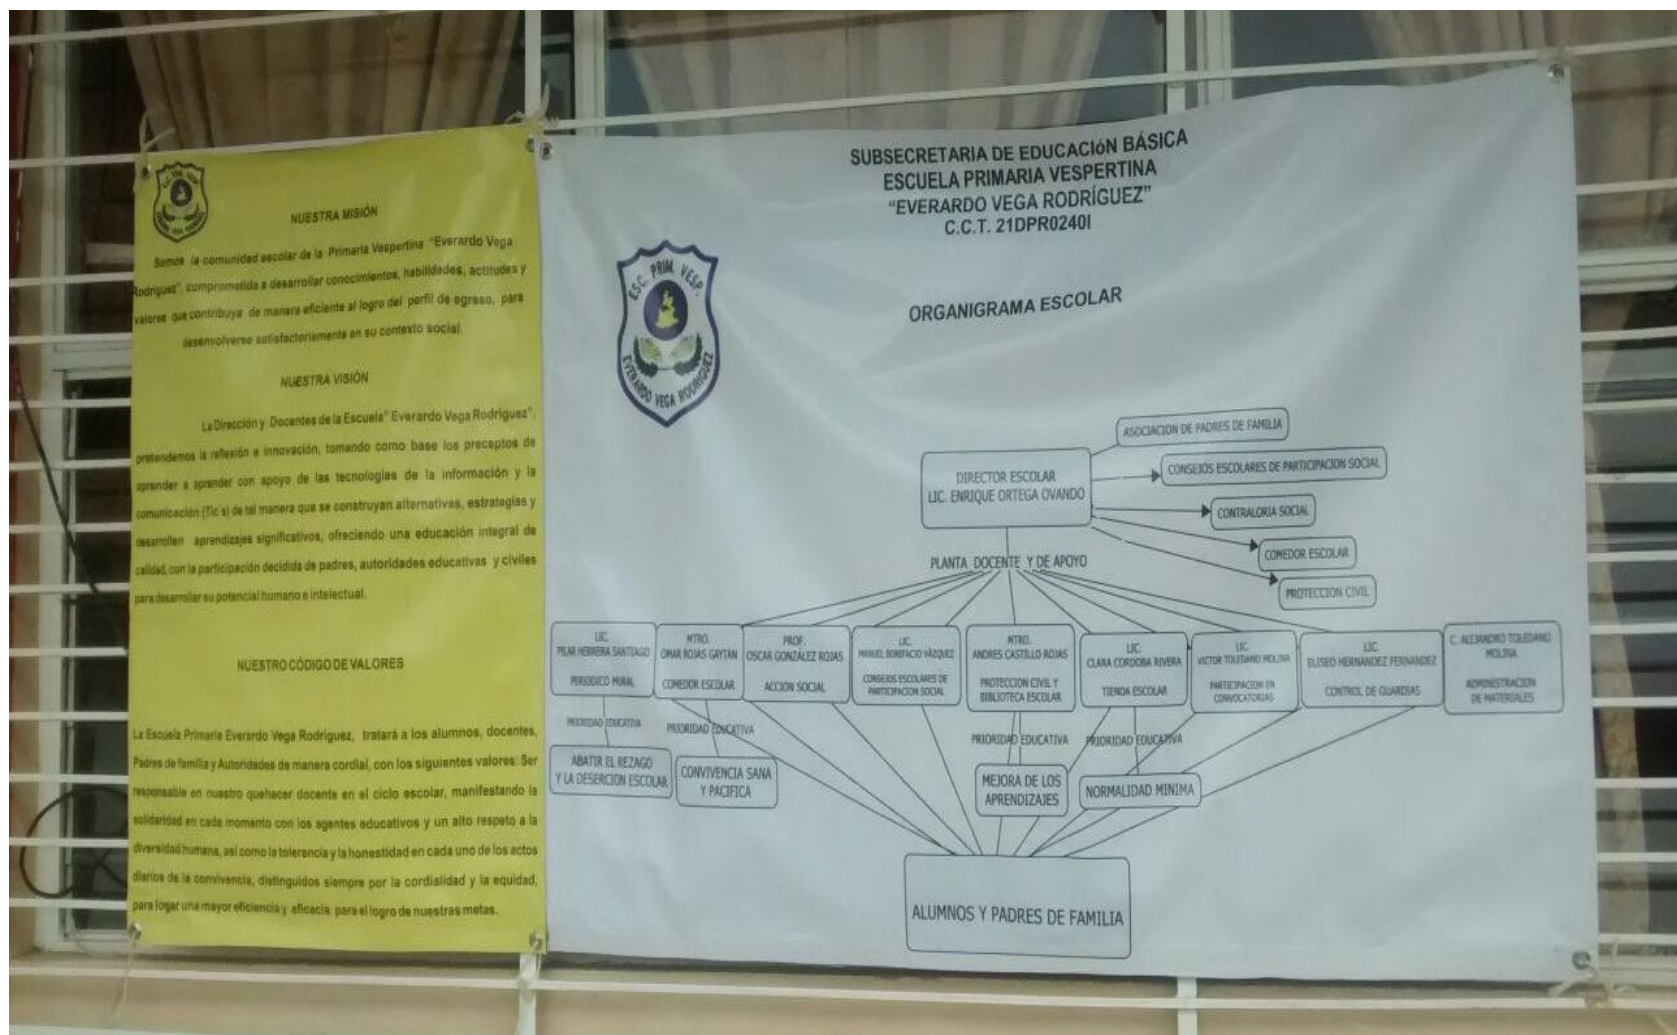 ESC. PRIM. VESP.
EVERARDO VEGA RODRIGUEZ
NUESTRA MISIÓN
Somos la comunidad escolar de la Primaria Vespertina "Everardo Vega
Rodriguez", comprometida a desarrollar conocimientos, habilidades, actitudes y
valores que contribuya de manera eficiente al logro del perfil de egreso, para
desenvolverse satisfactoriamente en su contexto social.
NUESTRA VISIÓN
La Dirección y Docentes de la Escuela" Everardo Vega Rodríguez",
pretendemos la reflexión e innovación, tomando como base los preceptos de
aprender a aprender con apoyo de las tecnologías de la información y la
comunicación (Tic´s) de tal manera que se construyan alternativas, estrategias y
desarrollen aprendizajes significativos, ofreciendo una educación integral de
calidad, con la participación decidida de padres, autoridades educativas y civiles
para desarrollar su potencial humano e intelectual.
NUESTRO CÓDIGO DE VALORES
La Escuela Primaria Everardo Vega Rodríguez, tratará a los alumnos, docentes,
Padres de familia y Autoridades de manera cordial, con los siguientes valores: Ser
responsable en nuestro quehacer docente en el ciclo escolar, manifestando la
solidaridad en cada momento con los agentes educativos y un alto respeto a la
diversidad humana, así como la tolerancia y la honestidad en cada uno de los actos
diarios de la convivencia, distinguidos siempre por la cordialidad y la equidad,
para logar una mayor eficiencia y eficacia para el logro de nuestras metas.
SUBSECRETARIA DE EDUCACIóN BÁSICA
ESCUELA PRIMARIA VESPERTINA
"EVERARDO VEGA RODRÍGUEZ"
C.C.T. 21DPR0240I
ESC. PRIM. VESP.
EVERARDO VEGA RODRIGUEZ
ORGANIGRAMA ESCOLAR
ASOCIACION DE PADRES DE FAMILIA
DIRECTOR ESCOLAR
LIC. ENRIQUE ORTEGA OVANDO
CONSEJOS ESCOLARES DE PARTICIPACION SOCIAL
CONTRALORIA SOCIAL
COMEDOR ESCOLAR
PROTECCION CIVIL
PLANTA DOCENTE Y DE APOYO
LIC.
PILAR HERRERA SANTIAGO
PERIODICO MURAL
MTRO.
OMAR ROJAS GAYTAN
COMEDOR ESCOLAR
PROF.
OSCAR GONZÁLEZ ROJAS
ACCION SOCIAL
LIC.
MANUEL BONIFACIO VÁZQUEZ
CONSEJOS ESCOLARES DE
PARTICIPACION SOCIAL
MTRO.
ANDRES CASTILLO ROJAS
PROTECCION CIVIL Y
BIBLIOTECA ESCOLAR
LIC.
CLARA CORDOBA RIVERA
TIENDA ESCOLAR
LIC.
VICTOR TOLEDANO MOLINA
PARTICIPACION EN
CONVOCATORIAS
LIC.
ELISEO HERNANDEZ FERNANDEZ
CONTROL DE GUARDIAS
C. ALEJANDRO TOLEDANO
MOLINA
ADMINISTRACION
DE MATERIALES
PRIORIDAD EDUCATIVA
PRIORIDAD EDUCATIVA
PRIORIDAD EDUCATIVA
PRIORIDAD EDUCATIVA
ABATIR EL REZAGO
Y LA DESERCION ESCOLAR
CONVIVENCIA SANA
Y PACIFICA
MEJORA DE LOS
APRENDIZAJES
NORMALIDAD MINIMA
ALUMNOS Y PADRES DE FAMILIA